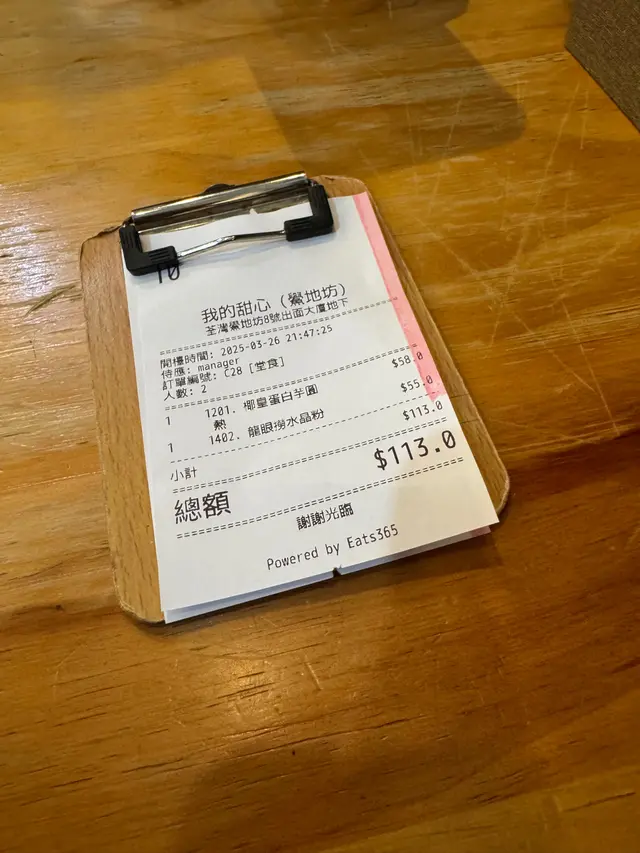 10
我的甜心（鱟地坊）
荃灣鱟地坊8號出面大廈地下
開檯時間: 2025-03-26 21:47:25
侍應: manager
訂單編號: C28 [堂食]
人數: 2
1 1201. 椰皇蛋白芋圓 $58.0
熱
1 1402. 龍眼撈水晶粉 $55.0
小計 $113.0
總額 $113.0
謝謝光臨
Powered by Eats365